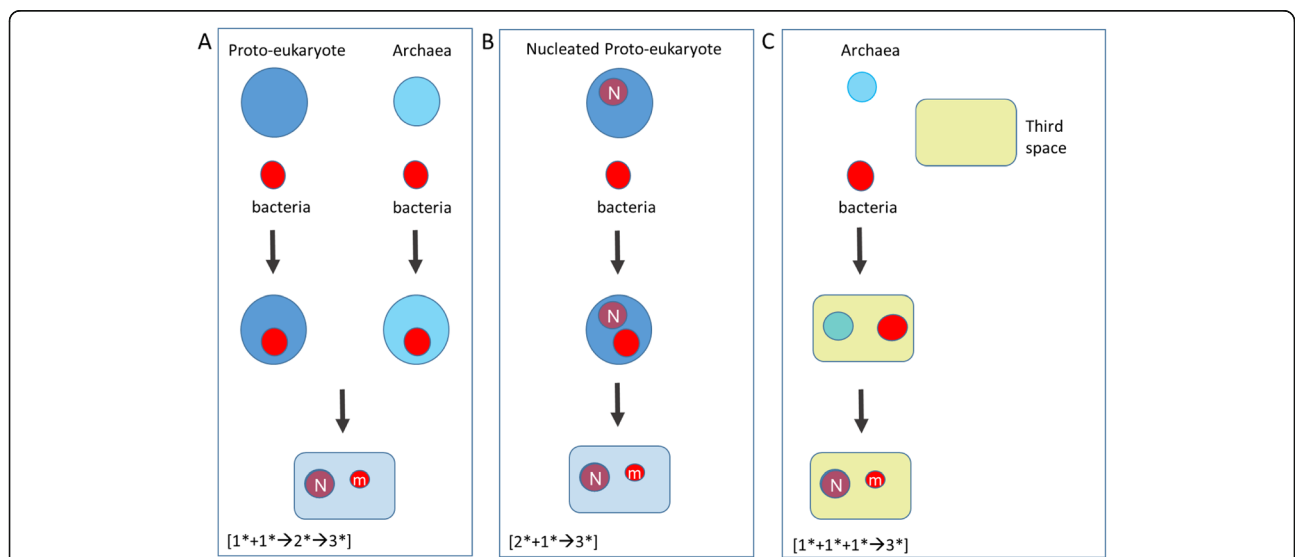 A
Proto-eukaryote
Archaea
bacteria
bacteria
N
m
[1*+1*→2*→3*]
B
Nucleated Proto-eukaryote
N
bacteria
N
N
m
[2*+1*→3*]
C
Archaea
Third
space
bacteria
N
m
[1*+1*+1*→3*]